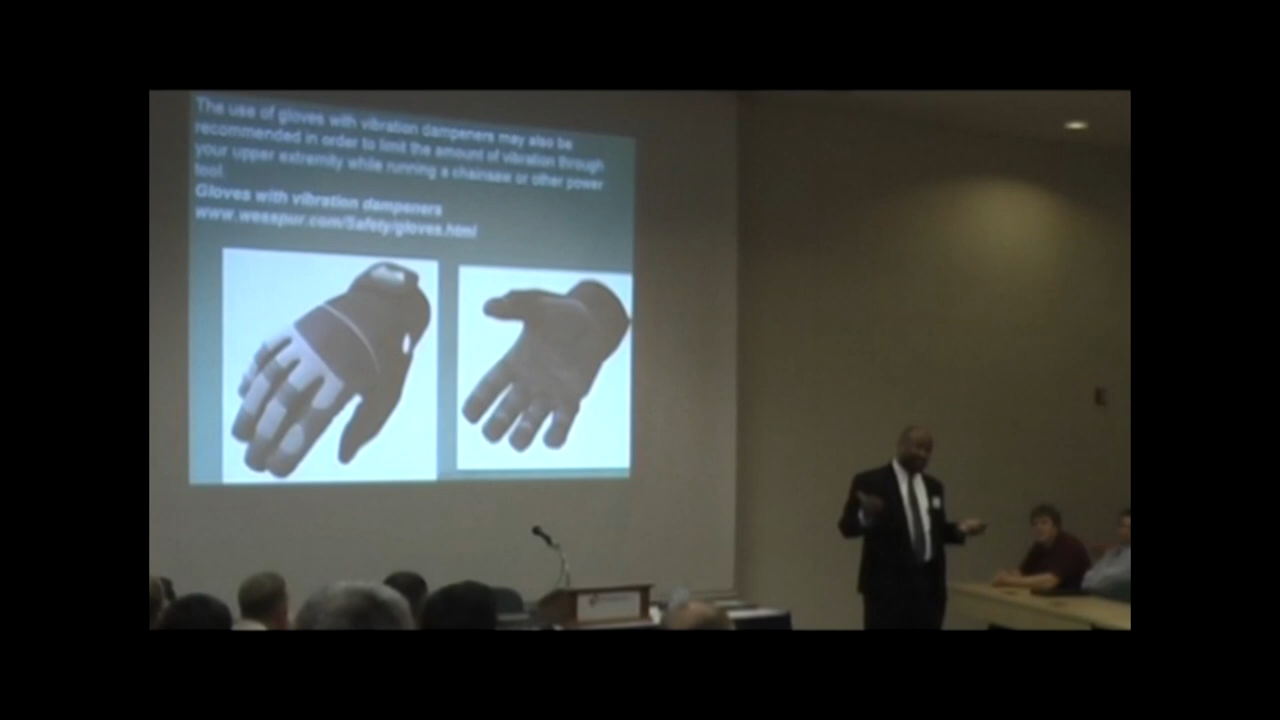 The use of gloves with vibration dampeners may also be
recommended in order to limit the amount of vibration through
your upper extremity while running a chainsaw or other power
tool.
Gloves with vibration dampeners
www.wesspur.com/Safety/gloves.html